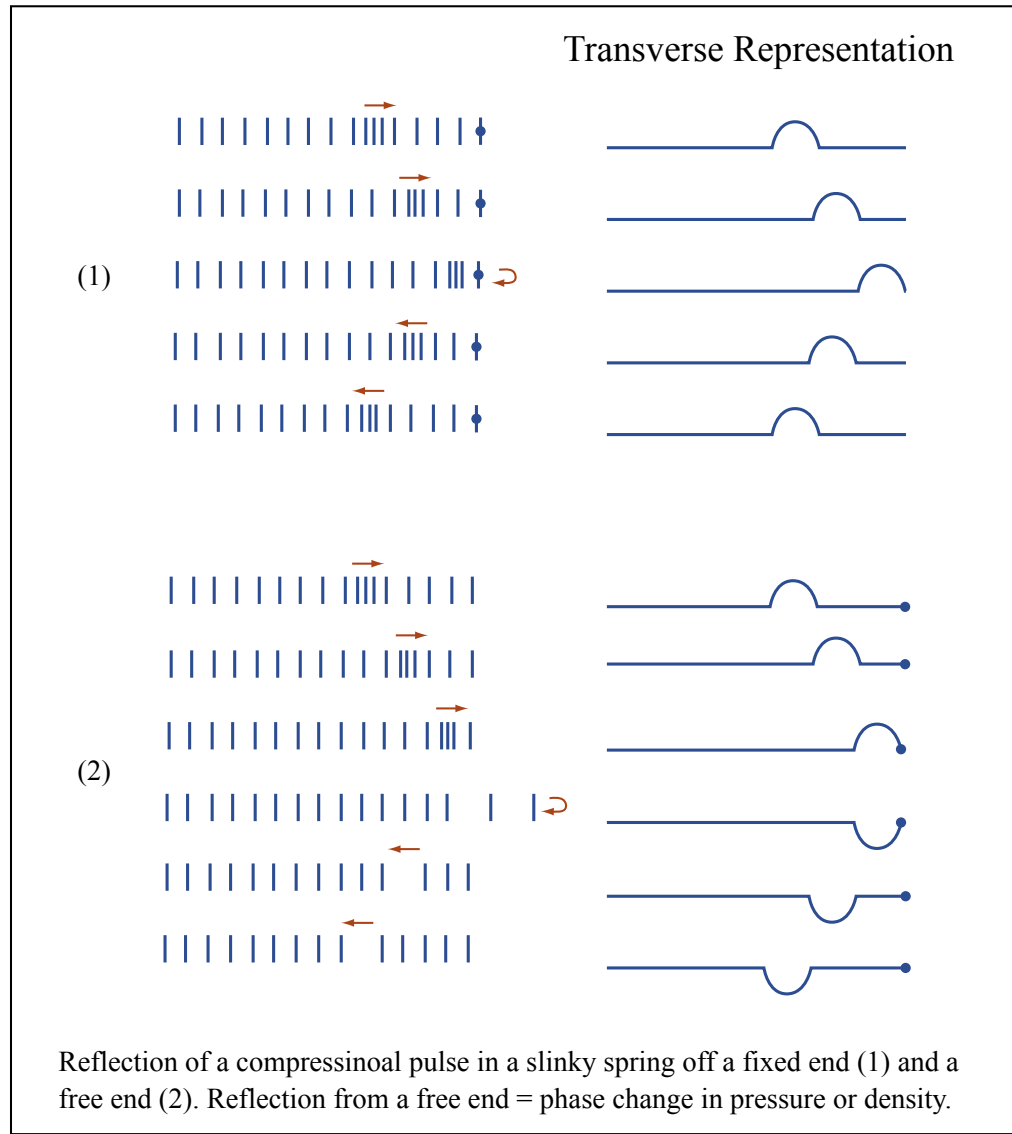 Transverse Representation
(1)
(2)
Reflection of a compressinoal pulse in a slinky spring off a fixed end (1) and a
free end (2). Reflection from a free end = phase change in pressure or density.